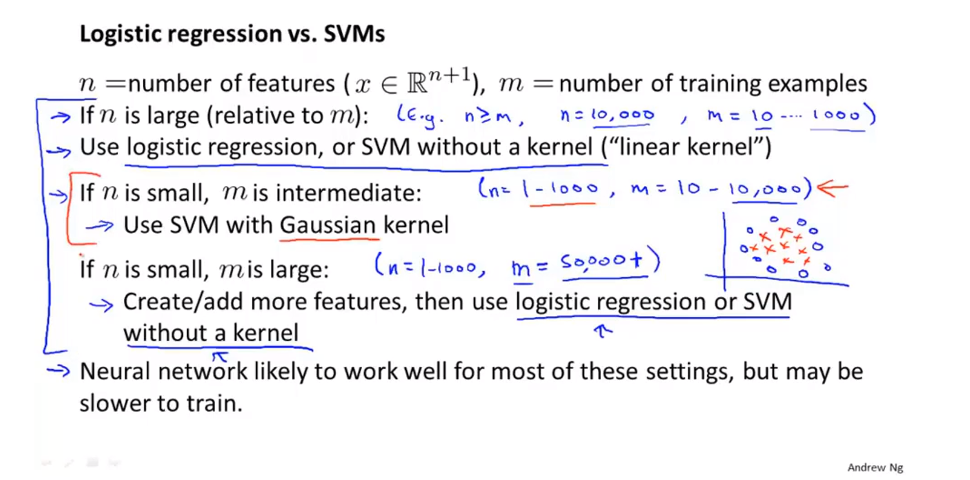 Logistic regression vs. SVMs
n =number of features (x ∈ ℝⁿ⁺¹), m =number of training examples
→ If n is large (relative to m): (E.g. n ≥ m, n = 10,000, m = 10 ... 1000)
→ Use logistic regression, or SVM without a kernel ("linear kernel")
→ If n is small, m is intermediate: (n = 1 - 1000, m = 10 - 10,000) ←
→ Use SVM with Gaussian kernel
If n is small, m is large: (n = 1 - 1000, m = 50,000+)
→ Create/add more features, then use logistic regression or SVM
without a kernel
→ Neural network likely to work well for most of these settings, but may be
slower to train.
Andrew Ng